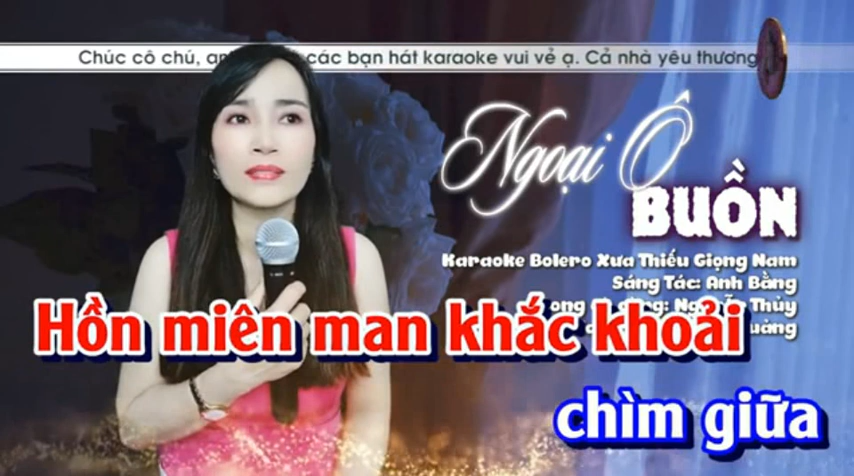 Chúc cô chú, các bạn hát karaoke vui vẻ ạ. Cả nhà yêu thương
Ngoại Ô
BUỒN
Karaoke Bolero Xưa Thiếu Giọng Nam
Sáng Tác: Anh Bằng
Thủy
Hồn miên man khắc khoải
chìm giữa